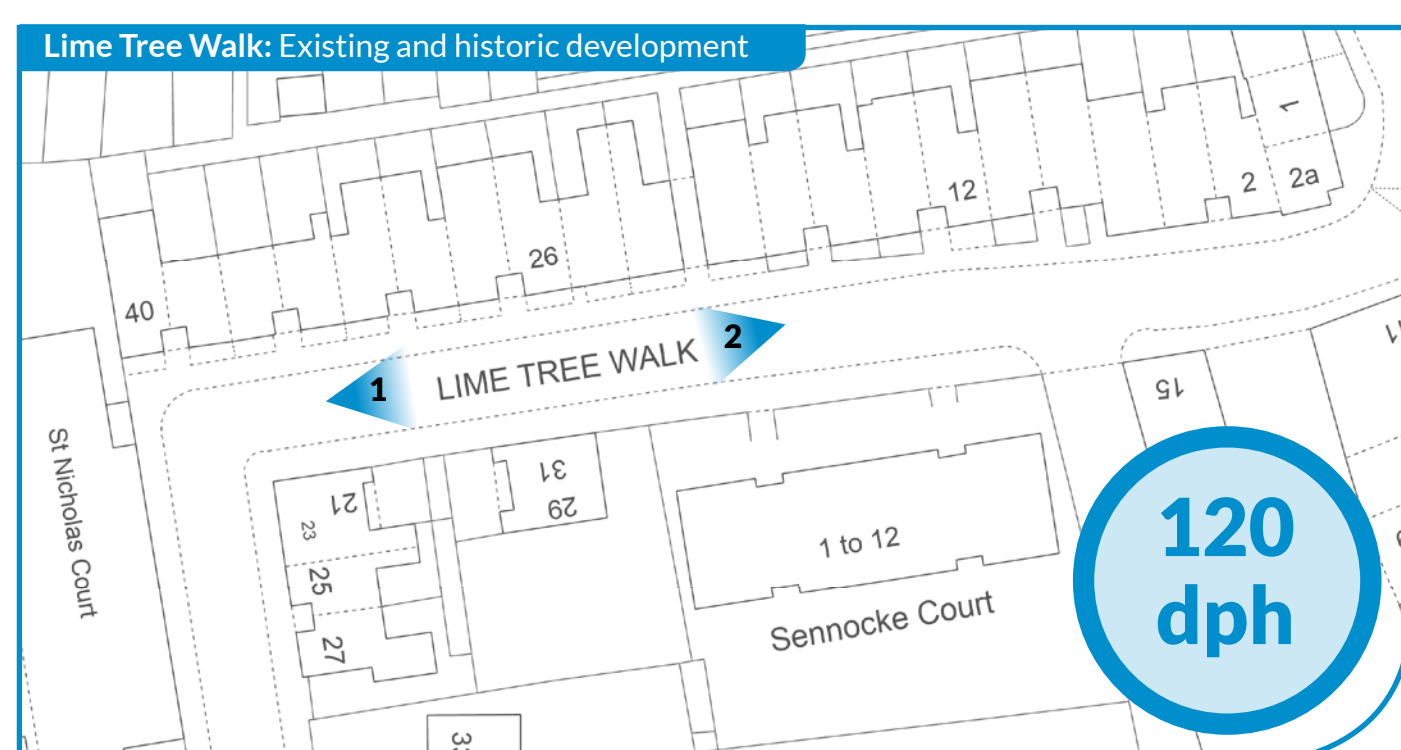 Lime Tree Walk: Existing and historic development
1
2
2a
12
26
40
2
1
LIME TREE WALK
15
St Nicholas Court
21
23
25
27
31
29
1 to 12
Sennocke Court
120
dph